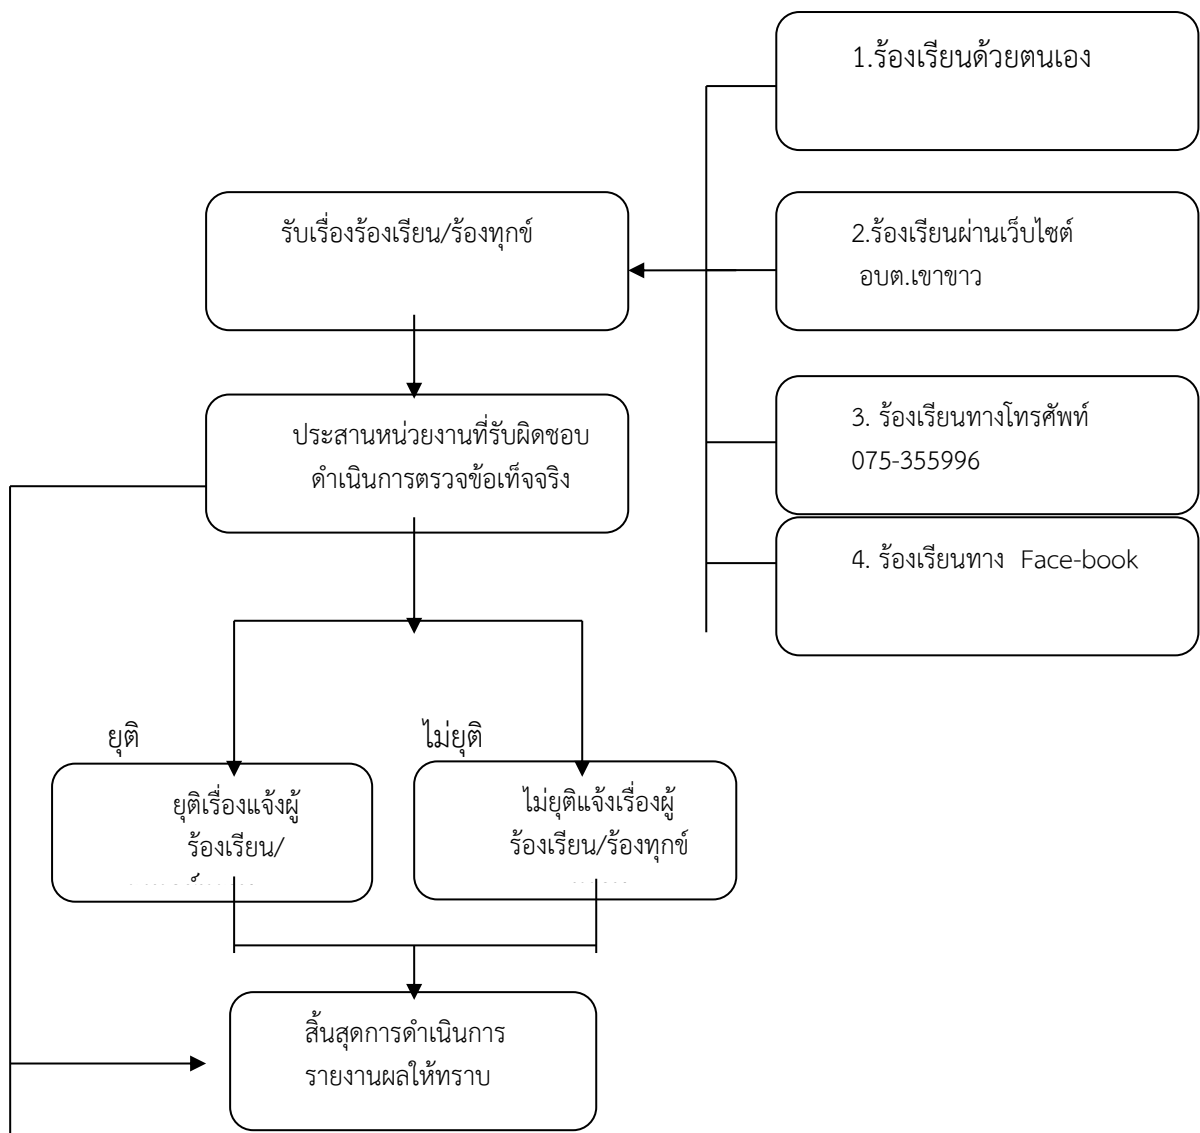 1.ร้องเรียนด้วยตนเอง
รับเรื่องร้องเรียน/ร้องทุกข์
2.ร้องเรียนผ่านเว็บไซต์
อบต.เขาขาว
ประสานหน่วยงานที่รับผิดชอบ
ดำเนินการตรวจข้อเท็จจริง
3. ร้องเรียนทางโทรศัพท์
075-355996
4. ร้องเรียนทาง Face-book
ยุติ
ไม่ยุติ
ยุติเรื่องแจ้งผู้
ร้องเรียน/
ไม่ยุติแจ้งเรื่องผู้
ร้องเรียน/ร้องทุกข์
สิ้นสุดการดำเนินการ
รายงานผลให้ทราบ